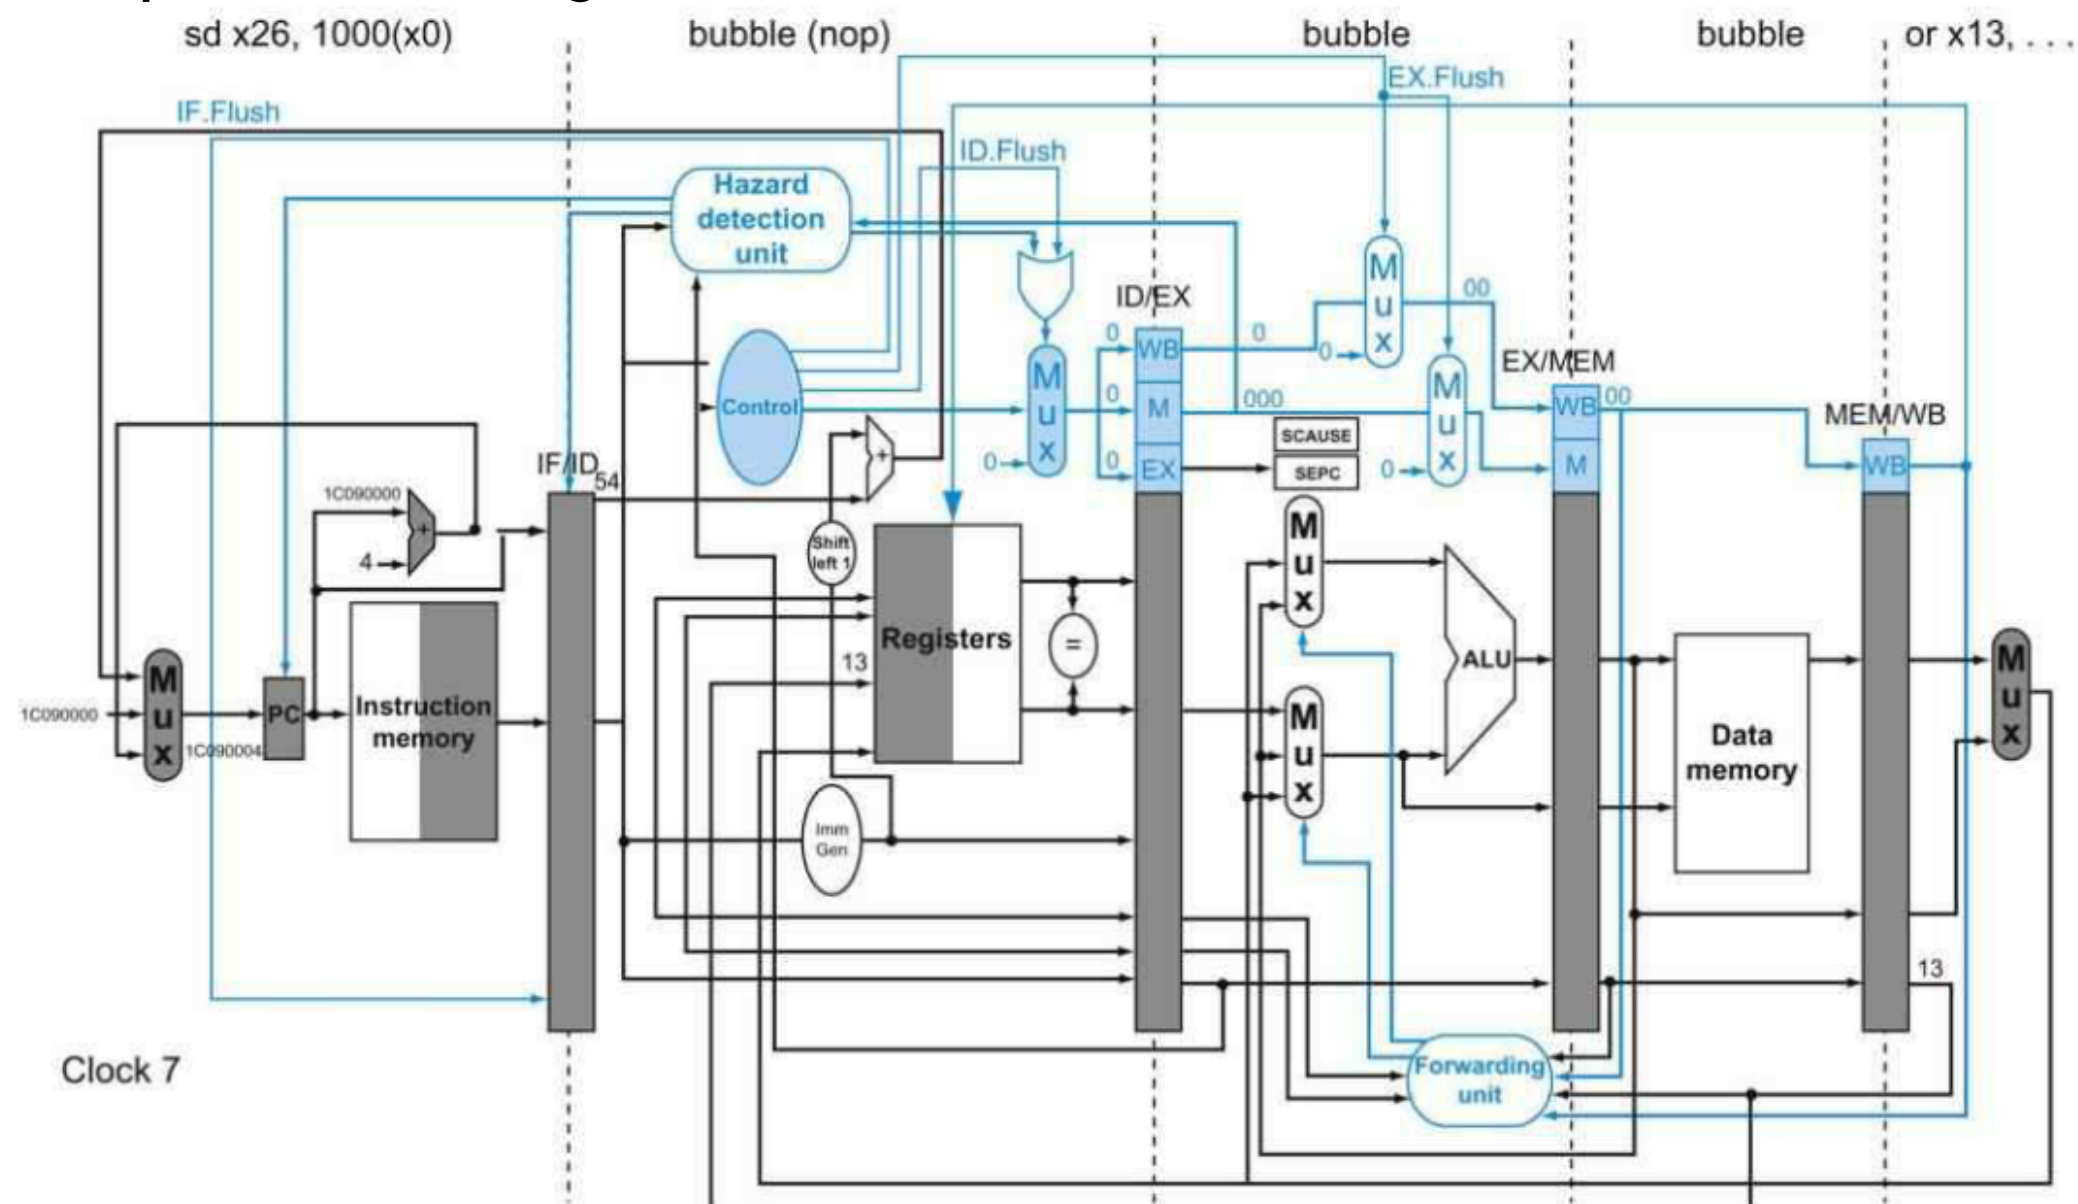 sd x26, 1000(x0)
bubble (nop)
bubble
bubble
or x13, . . .
EX.Flush
IF.Flush
ID.Flush
Hazard
detection
unit
M
u
x
00
ID/EX
0
WB
0
0
EX/MEM
M
u
x
0
M
000
M
u
x
WB
00
Control
MEM/WB
SCAUSE
0
0
EX
SEPC
0
M
WB
IF/ID
54
+
1C090000
+
4
Shift
left 1
M
u
x
Registers
=
13
ALU
M
u
x
1C090000
PC
1C090004
Instruction
memory
M
u
x
Data
memory
M
u
x
Imm
Gen
13
Clock 7
Forwarding
unit